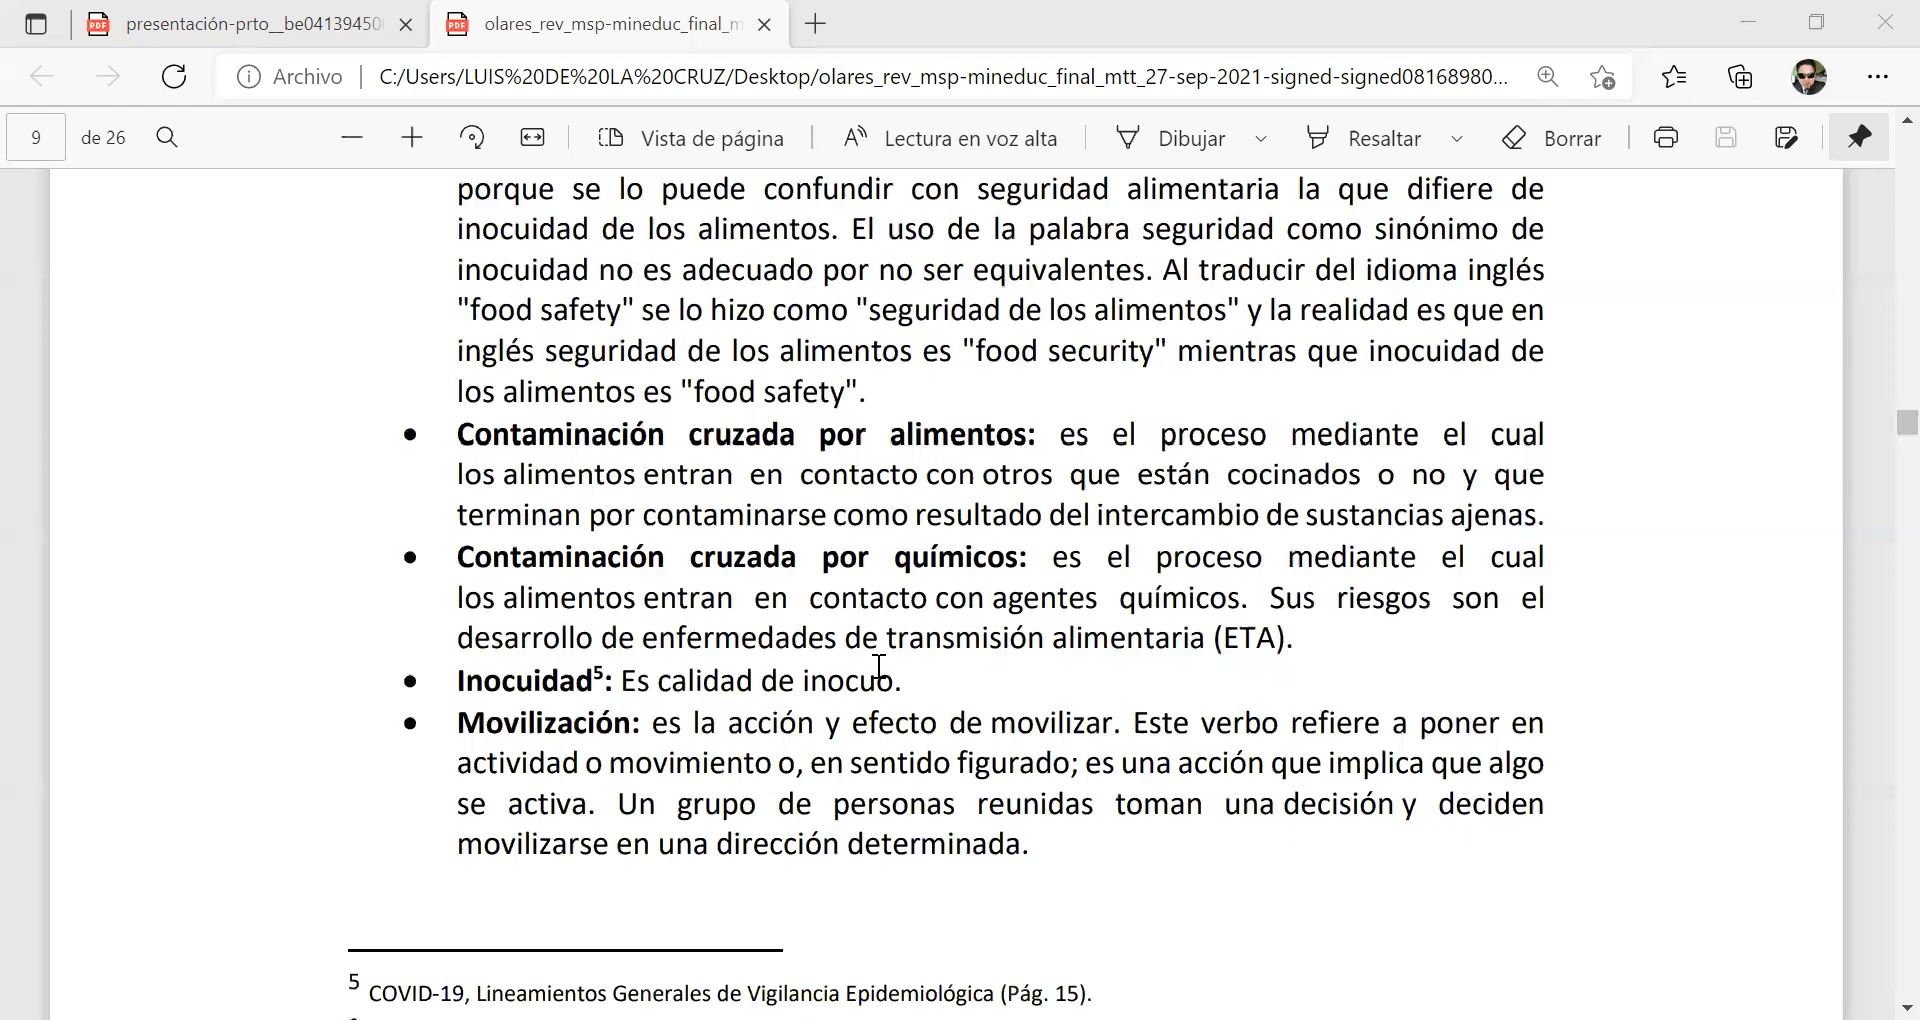 presentación-prto__be04139450
olares_rev_msp-mineduc_final_m
Archivo
C:/Users/LUIS%20DE%20LA%20CRUZ/Desktop/olares_rev_msp-mineduc_final_mtt_27-sep-2021-signed-signed08168980...
9 de 26
Vista de página
Lectura en voz alta
Dibujar
Resaltar
Borrar
porque se lo puede confundir con seguridad alimentaria la que difiere de
inocuidad de los alimentos. El uso de la palabra seguridad como sinónimo de
inocuidad no es adecuado por no ser equivalentes. Al traducir del idioma inglés
"food safety" se lo hizo como "seguridad de los alimentos" y la realidad es que en
inglés seguridad de los alimentos es "food security" mientras que inocuidad de
los alimentos es "food safety".
• Contaminación cruzada por alimentos: es el proceso mediante el cual
los alimentos entran en contacto con otros que están cocinados o no y que
terminan por contaminarse como resultado del intercambio de sustancias ajenas.
• Contaminación cruzada por químicos: es el proceso mediante el cual
los alimentos entran en contacto con agentes químicos. Sus riesgos son el
desarrollo de enfermedades de transmisión alimentaria (ETA).
• Inocuidad5: Es calidad de inocuo.
• Movilización: es la acción y efecto de movilizar. Este verbo refiere a poner en
actividad o movimiento o, en sentido figurado; es una acción que implica que algo
se activa. Un grupo de personas reunidas toman una decisión y deciden
movilizarse en una dirección determinada.
5 COVID-19, Lineamientos Generales de Vigilancia Epidemiológica (Pág. 15).